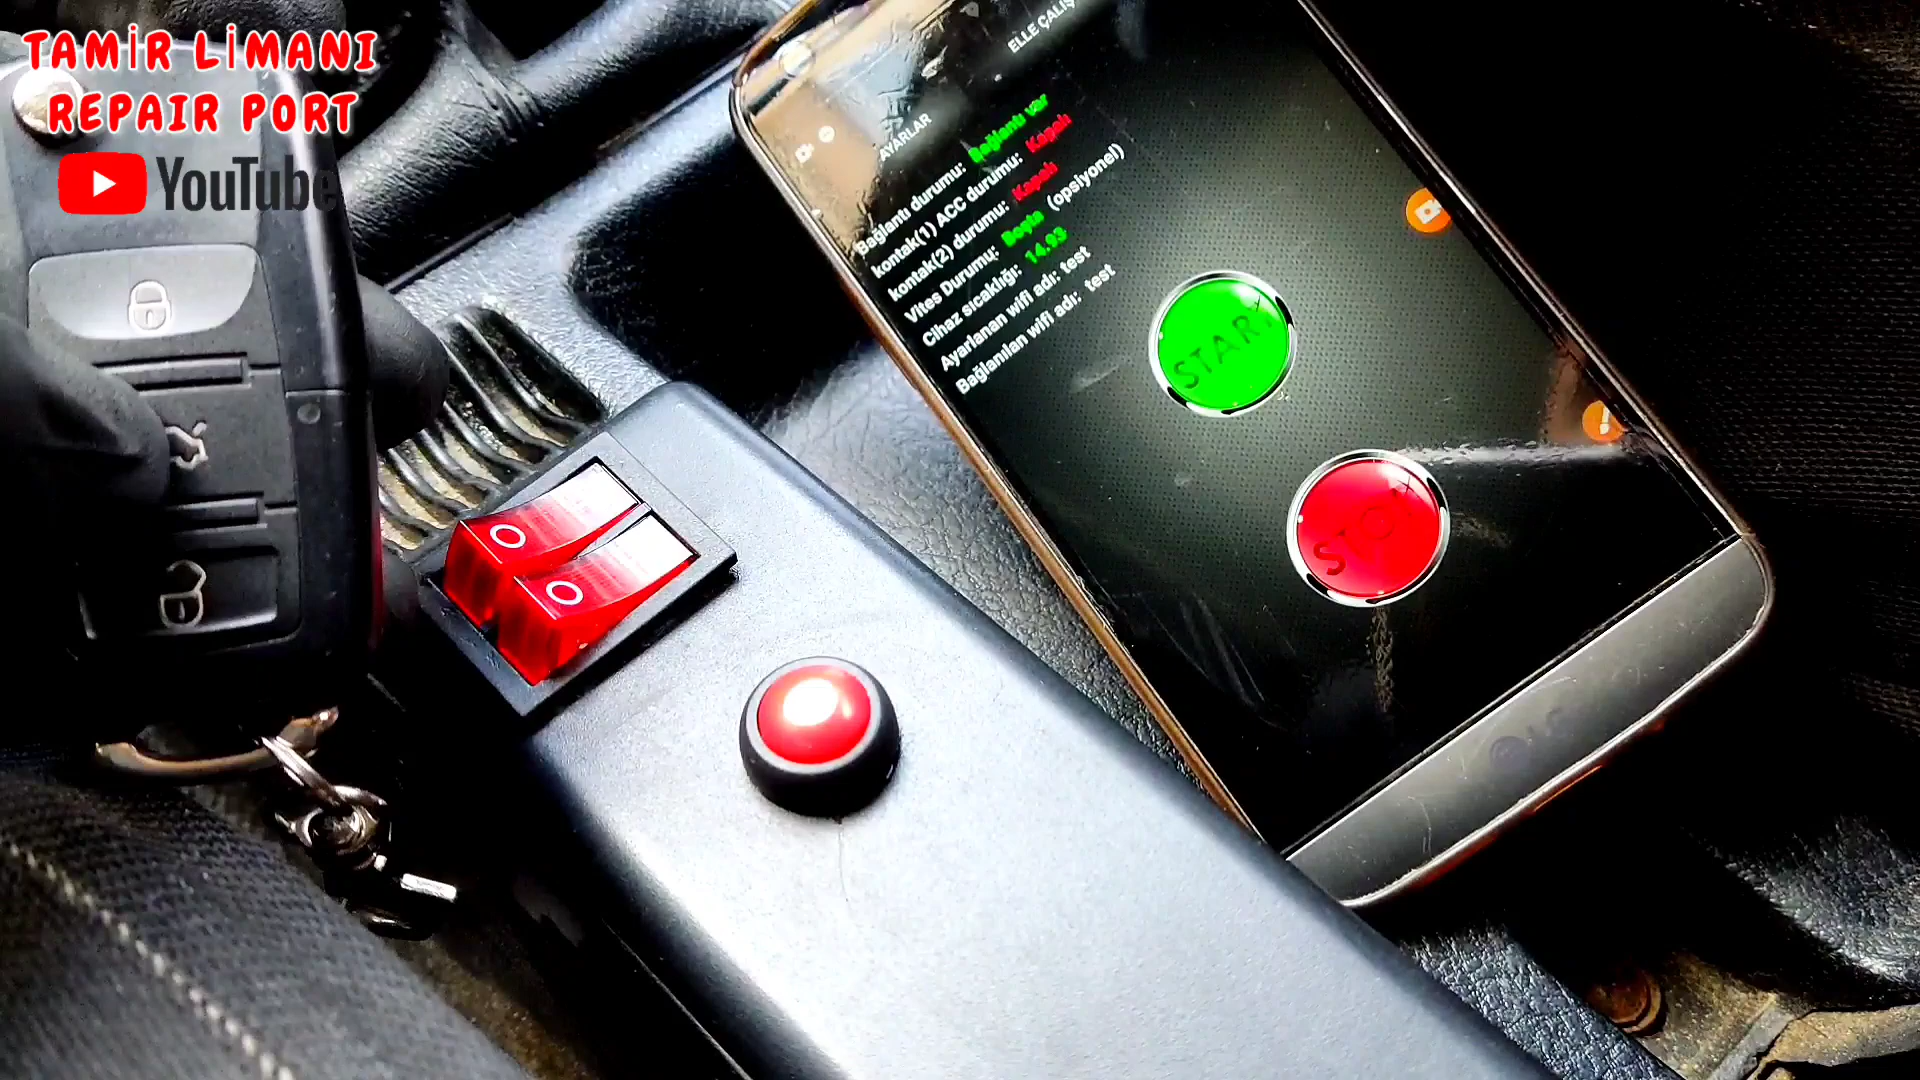 TAMİR LİMANI
REPAIR PORT
YouTube
ELLE ÇALIŞ
AYARLAR
Bağlantı durumu: Bağlantı var
kontak(1) ACC durumu: Kapalı
kontak(2) durumu: Kapalı
Vites Durumu: Boşta (opsiyonel)
Cihaz sıcaklığı: 14.93
Ayarlanan wifi adı: test
Bağlanılan wifi adı: test
START
STOP
LG